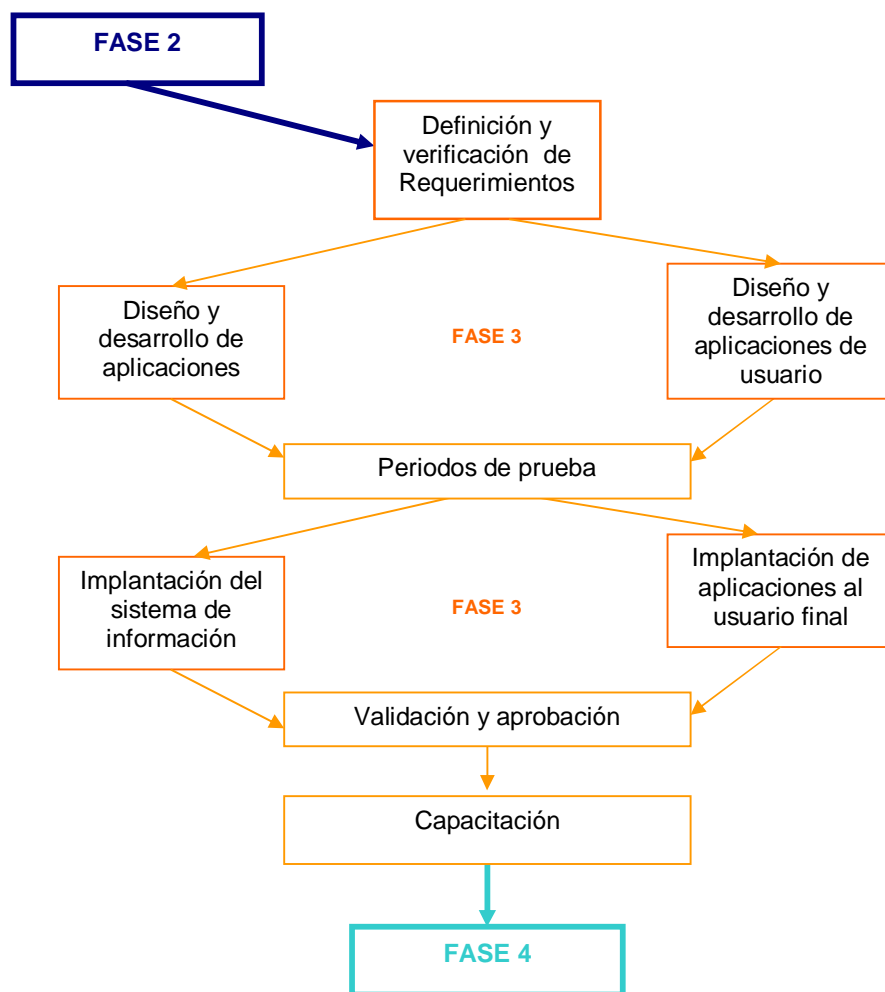 FASE 2
Definición y
verificación de
Requerimientos
Diseño y
desarrollo de
aplicaciones
FASE 3
Diseño y
desarrollo de
aplicaciones de
usuario
Periodos de prueba
Implantación del
sistema de
información
FASE 3
Implantación de
aplicaciones al
usuario final
Validación y aprobación
Capacitación
FASE 4